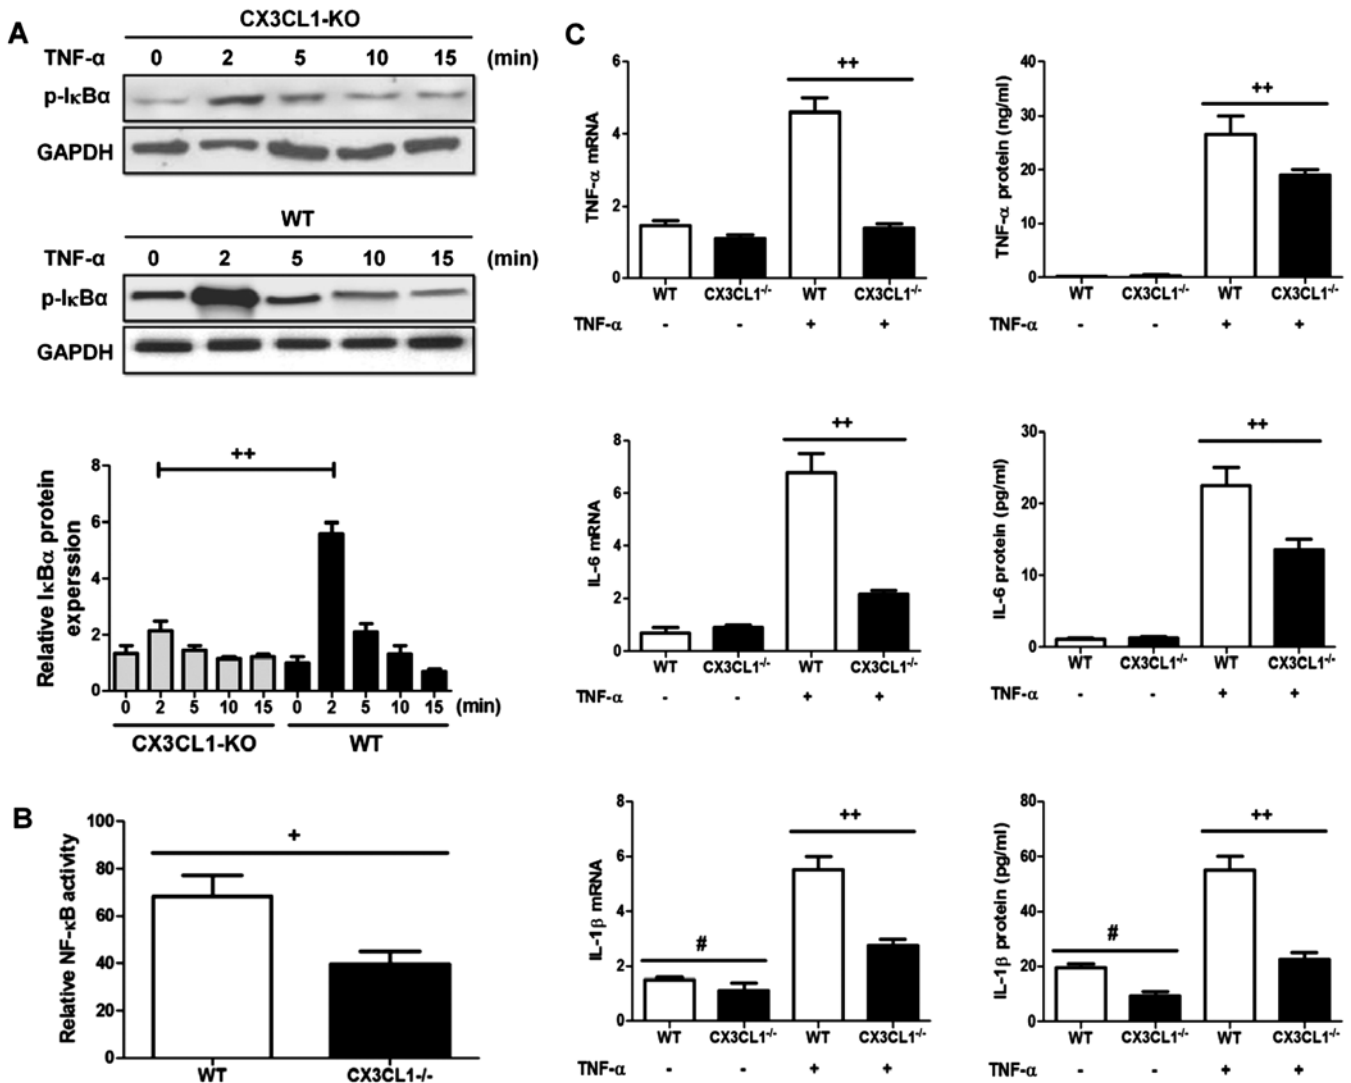 A
CX3CL1-KO
TNF-α 0 2 5 10 15 (min)
p-IκBα
GAPDH
WT
TNF-α 0 2 5 10 15 (min)
p-IκBα
GAPDH
Relative IκBα protein
experssion
8
6
4
2
0
++
0 2 5 10 15 0 2 5 10 15 (min)
CX3CL1-KO WT
B
Relative NF-κB activity
100
80
60
40
20
0
+
WT CX3CL1-/-
C
TNF-α mRNA
6
4
2
0
++
WT CX3CL1-/- WT CX3CL1-/-
TNF-α - - + +
TNF-α protein (ng/ml)
40
30
20
10
0
++
WT CX3CL1-/- WT CX3CL1-/-
TNF-α - - + +
IL-6 mRNA
8
6
4
2
0
++
WT CX3CL1-/- WT CX3CL1-/-
TNF-α - - + +
IL-6 protein (pg/ml)
30
20
10
0
++
WT CX3CL1-/- WT CX3CL1-/-
TNF-α - - + +
IL-1β mRNA
8
6
4
2
0
#
++
WT CX3CL1-/- WT CX3CL1-/-
TNF-α - - + +
IL-1β protein (pg/ml)
80
60
40
20
0
#
++
WT CX3CL1-/- WT CX3CL1-/-
TNF-α - - + +